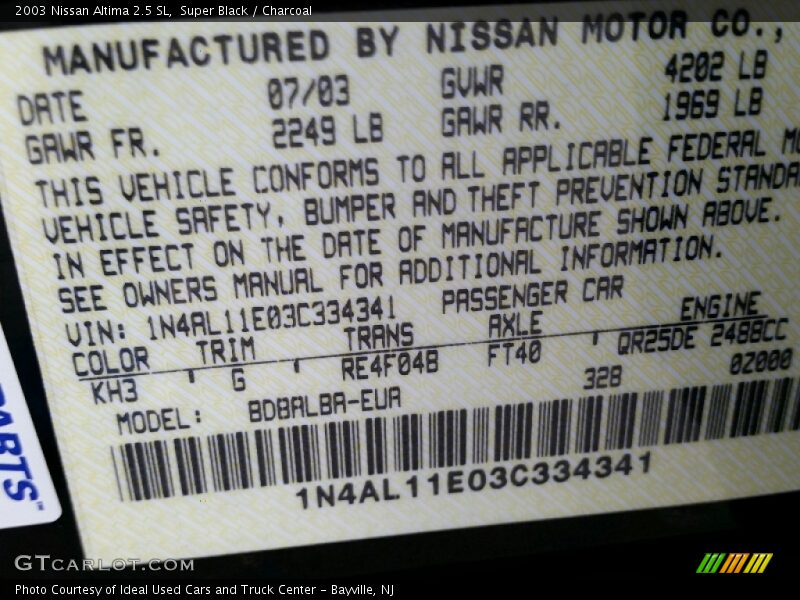 2003 Nissan Altima 2.5 SL, Super Black / Charcoal
MANUFACTURED BY NISSAN MOTOR CO.,
DATE 07/03 GVWR 4202 LB
GAWR FR. 2249 LB GAWR RR. 1969 LB
THIS VEHICLE CONFORMS TO ALL APPLICABLE FEDERAL MO
VEHICLE SAFETY, BUMPER AND THEFT PREVENTION STANDA
IN EFFECT ON THE DATE OF MANUFACTURE SHOWN ABOVE.
SEE OWNERS MANUAL FOR ADDITIONAL INFORMATION.
VIN: 1N4AL11E03C334341 PASSENGER CAR
COLOR TRIM TRANS AXLE ENGINE
KH3 G RE4F04B FT40 QR25DE 2488CC
MODEL: BDBALBA-EUA 328 0Z000
1N4AL11E03C334341
ARTS
GTCARLOT.COM
Photo Courtesy of Ideal Used Cars and Truck Center - Bayville, NJ